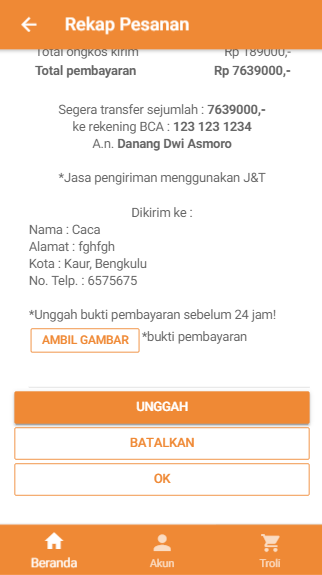 Rekap Pesanan
Total ongkos kirim Rp 189000,-
Total pembayaran Rp 7639000,-
Segera transfer sejumlah : 7639000,-
ke rekening BCA : 123 123 1234
A.n. Danang Dwi Asmoro
*Jasa pengiriman menggunakan J&T
Dikirim ke :
Nama : Caca
Alamat : fghfgh
Kota : Kaur, Bengkulu
No. Telp. : 6575675
*Unggah bukti pembayaran sebelum 24 jam!
AMBIL GAMBAR *bukti pembayaran
UNGGAH
BATALKAN
OK
Beranda Akun Troli